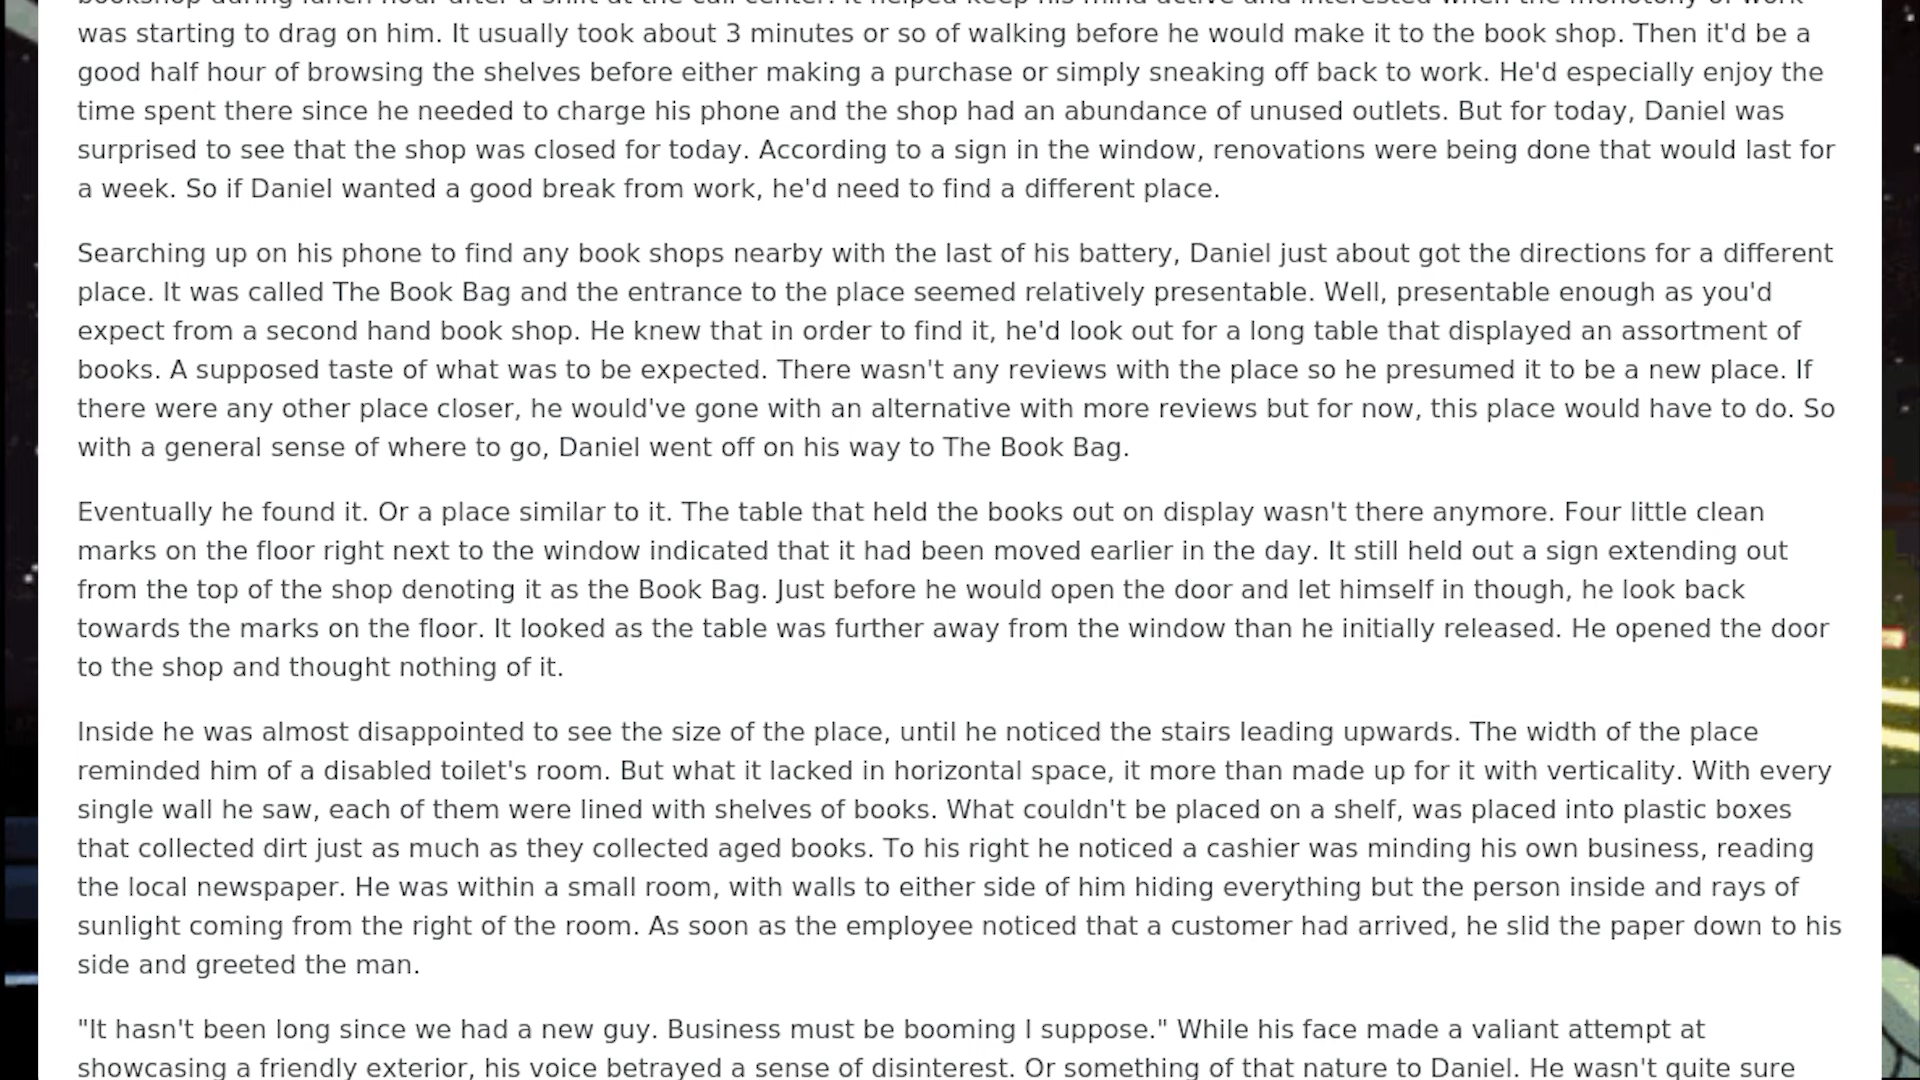 bookshop during lunch hour after a shift at the call center. It helped keep his mind active and interested when the monotony of work
was starting to drag on him. It usually took about 3 minutes or so of walking before he would make it to the book shop. Then it'd be a
good half hour of browsing the shelves before either making a purchase or simply sneaking off back to work. He'd especially enjoy the
time spent there since he needed to charge his phone and the shop had an abundance of unused outlets. But for today, Daniel was
surprised to see that the shop was closed for today. According to a sign in the window, renovations were being done that would last for
a week. So if Daniel wanted a good break from work, he'd need to find a different place.
Searching up on his phone to find any book shops nearby with the last of his battery, Daniel just about got the directions for a different
place. It was called The Book Bag and the entrance to the place seemed relatively presentable. Well, presentable enough as you'd
expect from a second hand book shop. He knew that in order to find it, he'd look out for a long table that displayed an assortment of
books. A supposed taste of what was to be expected. There wasn't any reviews with the place so he presumed it to be a new place. If
there were any other place closer, he would've gone with an alternative with more reviews but for now, this place would have to do. So
with a general sense of where to go, Daniel went off on his way to The Book Bag.
Eventually he found it. Or a place similar to it. The table that held the books out on display wasn't there anymore. Four little clean
marks on the floor right next to the window indicated that it had been moved earlier in the day. It still held out a sign extending out
from the top of the shop denoting it as the Book Bag. Just before he would open the door and let himself in though, he look back
towards the marks on the floor. It looked as the table was further away from the window than he initially released. He opened the door
to the shop and thought nothing of it.
Inside he was almost disappointed to see the size of the place, until he noticed the stairs leading upwards. The width of the place
reminded him of a disabled toilet's room. But what it lacked in horizontal space, it more than made up for it with verticality. With every
single wall he saw, each of them were lined with shelves of books. What couldn't be placed on a shelf, was placed into plastic boxes
that collected dirt just as much as they collected aged books. To his right he noticed a cashier was minding his own business, reading
the local newspaper. He was within a small room, with walls to either side of him hiding everything but the person inside and rays of
sunlight coming from the right of the room. As soon as the employee noticed that a customer had arrived, he slid the paper down to his
side and greeted the man.
"It hasn't been long since we had a new guy. Business must be booming I suppose." While his face made a valiant attempt at
showcasing a friendly exterior, his voice betrayed a sense of disinterest. Or something of that nature to Daniel. He wasn't quite sure